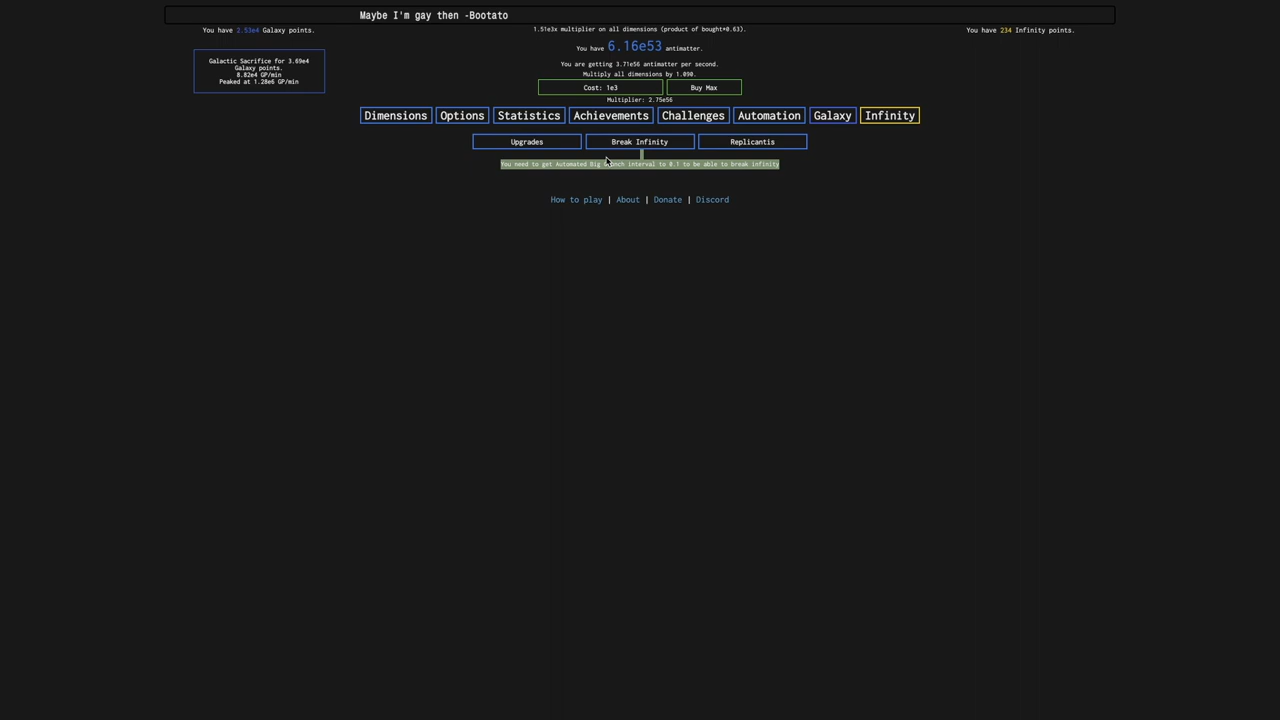 Maybe I'm gay then -Bootato
You have 2.53e4 Galaxy points.
1.51e3x multiplier on all dimensions (product of bought*0.63).
You have 234 Infinity points.
You have 6.16e53 antimatter.
Galactic Sacrifice for 3.69e4
Galaxy points.
8.82e4 GP/min
Peaked at 1.28e6 GP/min
You are getting 3.71e56 antimatter per second.
Multiply all dimensions by 1.090.
Cost: 1e3 Buy Max
Multiplier: 2.75e56
Dimensions Options Statistics Achievements Challenges Automation Galaxy Infinity
Upgrades Break Infinity Replicantis
You need to get Automated Big Crunch interval to 0.1 to be able to break infinity
How to play | About | Donate | Discord